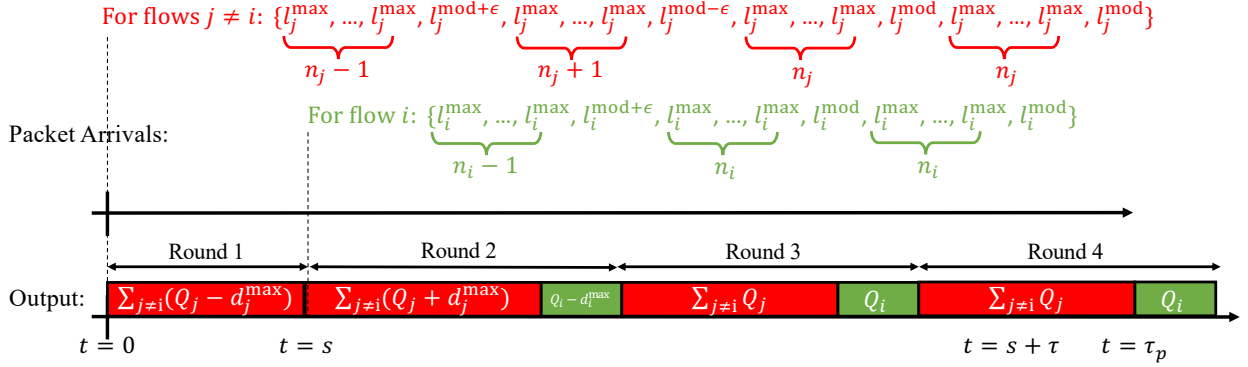 For flows j ≠ i: {l_j^max, …, l_j^max, l_j^mod+ϵ, l_j^max, …, l_j^max, l_j^mod−ϵ, l_j^max, …, l_j^max, l_j^mod, l_j^max, …, l_j^max, l_j^mod}
n_j − 1 n_j + 1 n_j n_j
For flow i: {l_i^max, …, l_i^max, l_i^mod+ϵ, l_i^max, …, l_i^max, l_i^mod, l_i^max, …, l_i^max, l_i^mod}
Packet Arrivals:
n_i − 1 n_i n_i
Round 1 Round 2 Round 3 Round 4
Output: ∑_j≠i(Q_j − d_j^max) ∑_j≠i(Q_j + d_j^max) Q_i − d_i^max ∑_j≠i Q_j Q_i ∑_j≠i Q_j Q_i
t = 0 t = s t = s + τ t = τ_p